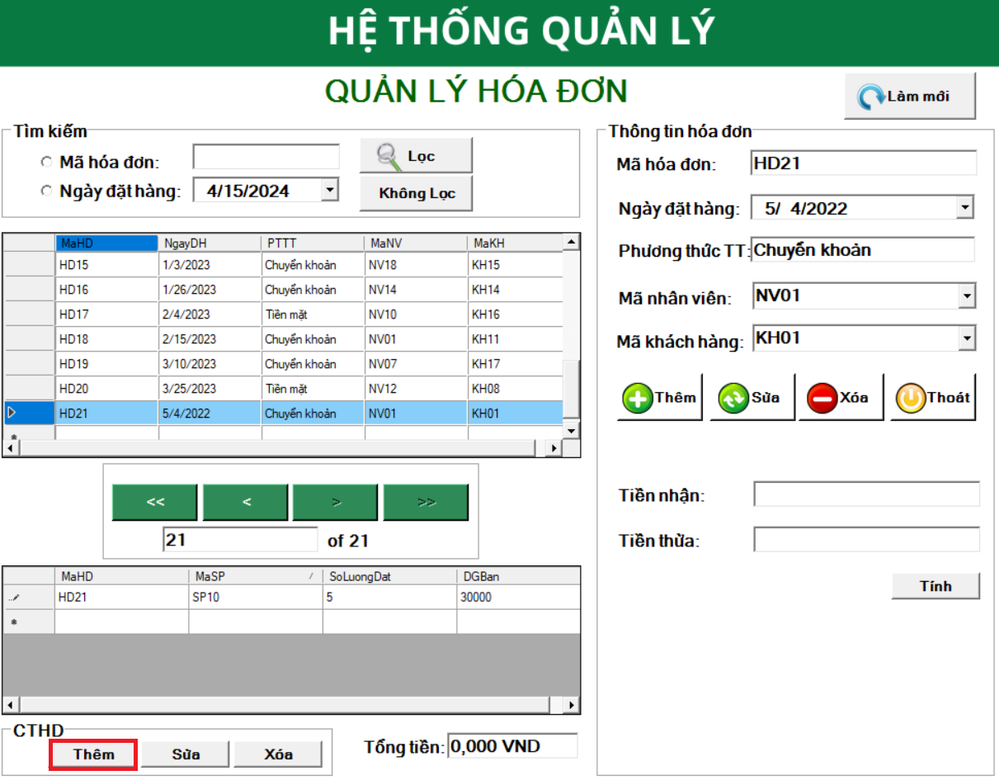 HỆ THỐNG QUẢN LÝ
QUẢN LÝ HÓA ĐƠN
Làm mới
Tìm kiếm
Mã hóa đơn:
Lọc
Ngày đặt hàng: 4/15/2024
Không Lọc
MaHD NgayDH PTTT MaNV MaKH
HD15 1/3/2023 Chuyển khoản NV18 KH15
HD16 1/26/2023 Chuyển khoản NV14 KH14
HD17 2/4/2023 Tiền mặt NV10 KH16
HD18 2/15/2023 Chuyển khoản NV01 KH11
HD19 3/10/2023 Chuyển khoản NV07 KH17
HD20 3/25/2023 Tiền mặt NV12 KH08
HD21 5/4/2022 Chuyển khoản NV01 KH01
*
<< < > >>
21 of 21
MaHD MaSP / SoLuongDat DGBan
HD21 SP10 5 30000
*
CTHD
Thêm Sửa Xóa
Tổng tiền: 0,000 VND
Thông tin hóa đơn
Mã hóa đơn: HD21
Ngày đặt hàng: 5/ 4/2022
Phương thức TT: Chuyển khoản
Mã nhân viên: NV01
Mã khách hàng: KH01
Thêm Sửa Xóa Thoát
Tiền nhận:
Tiền thừa:
Tính